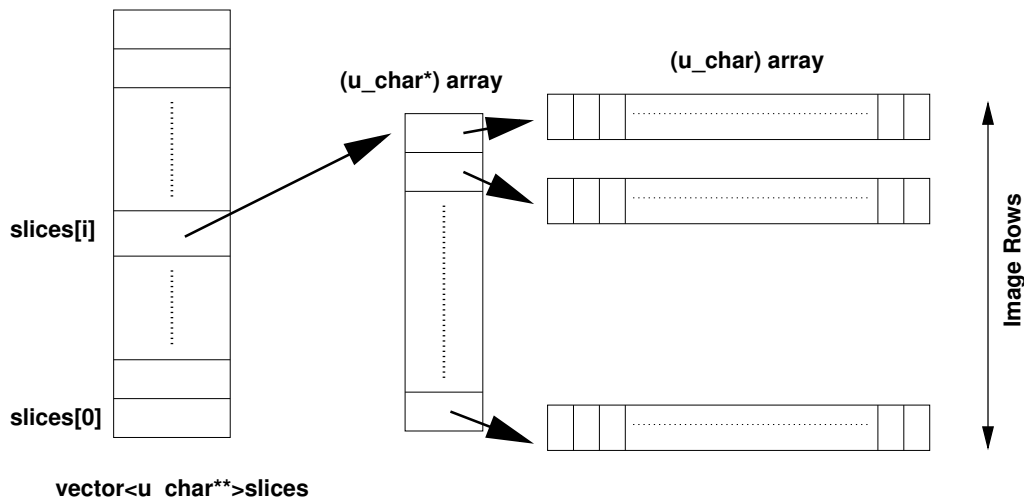 (u_char) array
(u_char*) array
slices[i]
Image Rows
slices[0]
vector<u_char**>slices